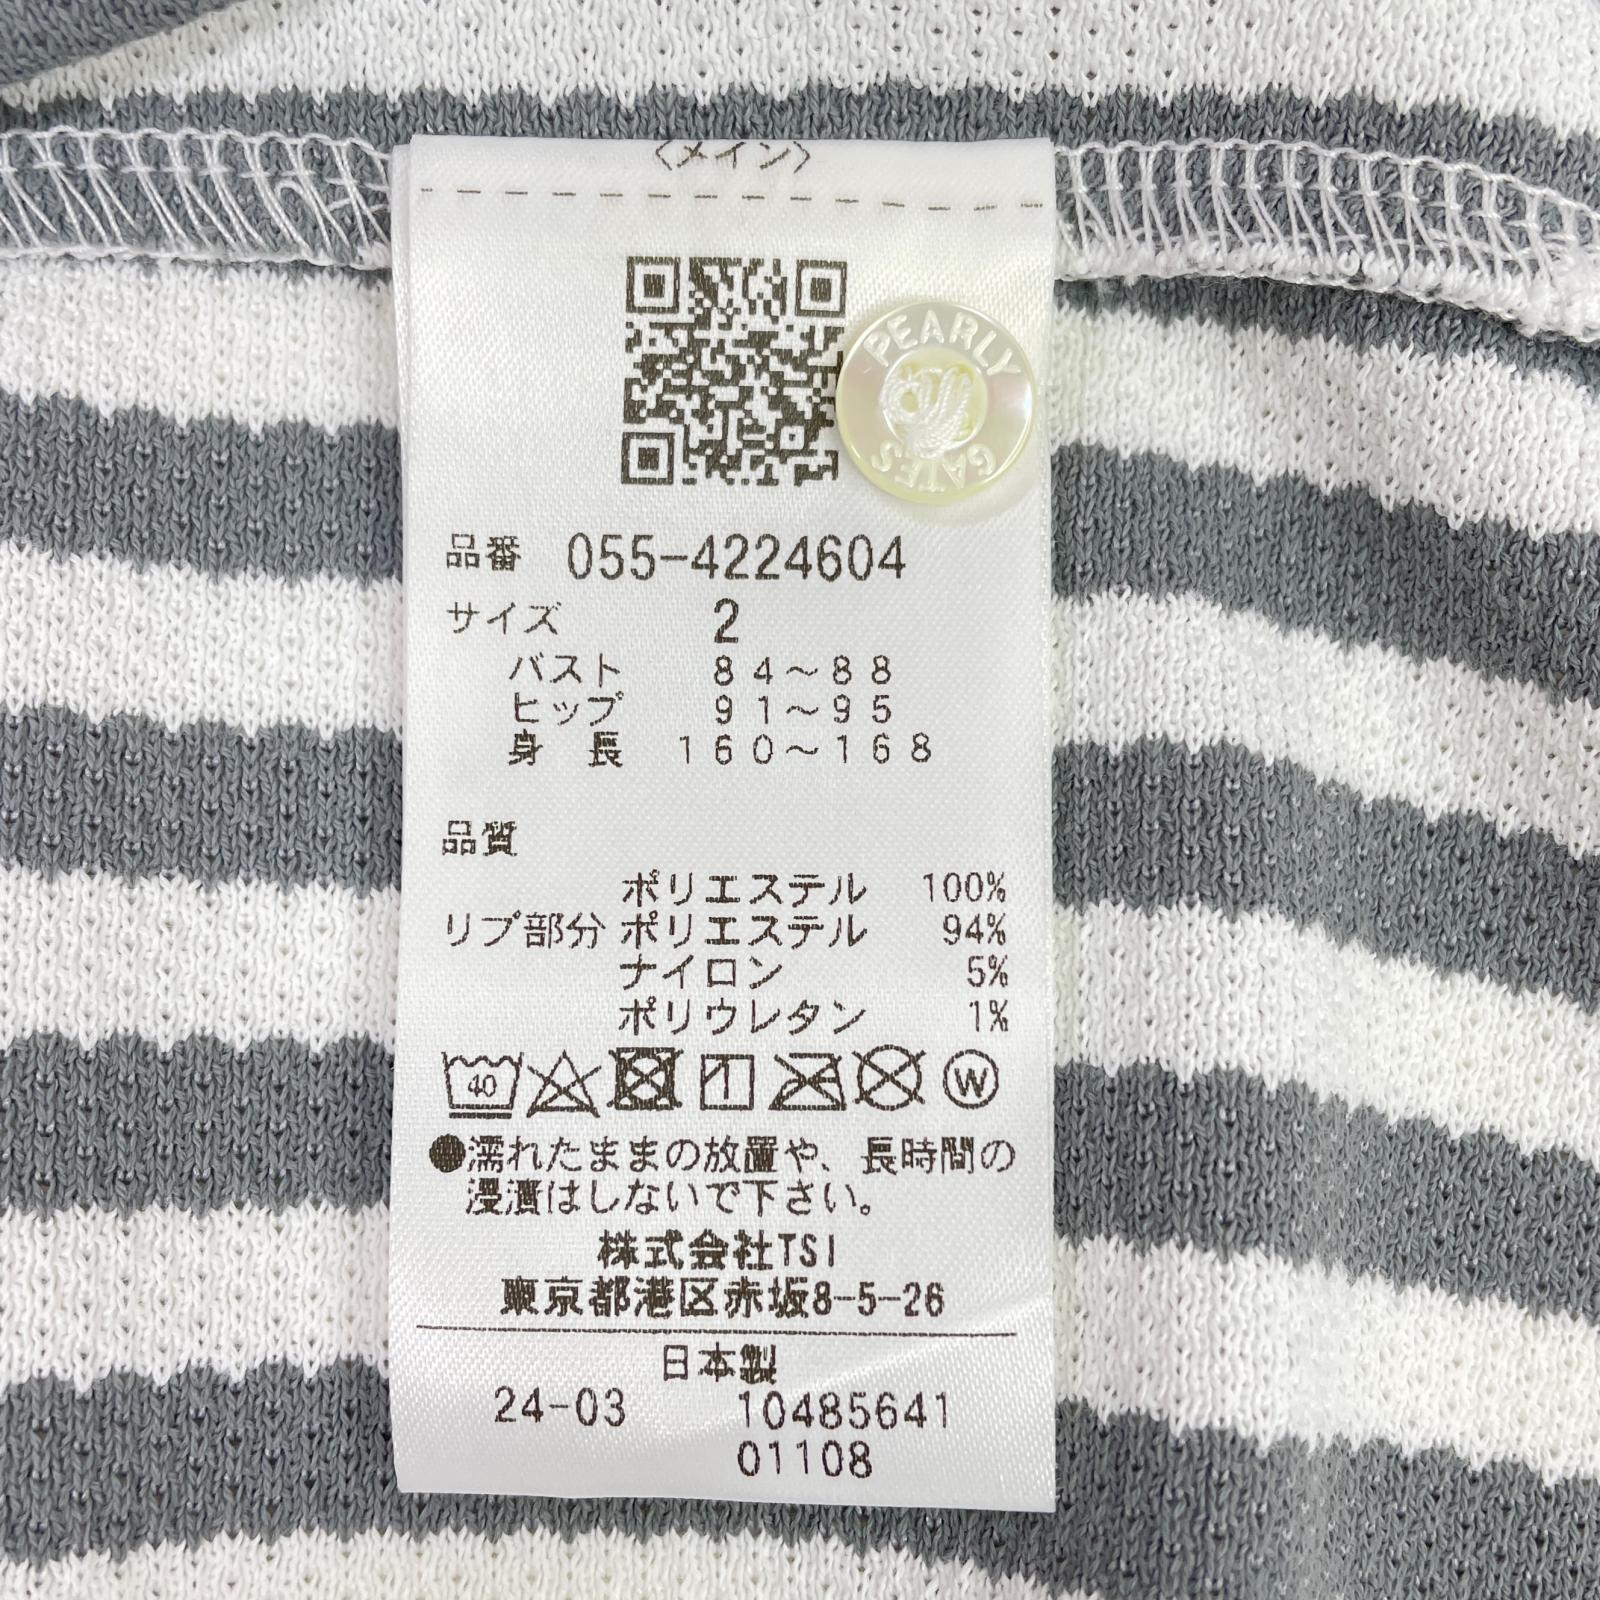 〈メイン〉
PEARLY
GATES
品番 055-4224604
サイズ 2
バスト 84～88
ヒップ 91～95
身長 160～168
品質
ポリエステル 100%
リブ部分 ポリエステル 94%
ナイロン 5%
ポリウレタン 1%
40
W
●濡れたままの放置や、長時間の
浸漬はしないで下さい。
株式会社TSI
東京都港区赤坂8-5-26
日本製
24-03 10485641
01108